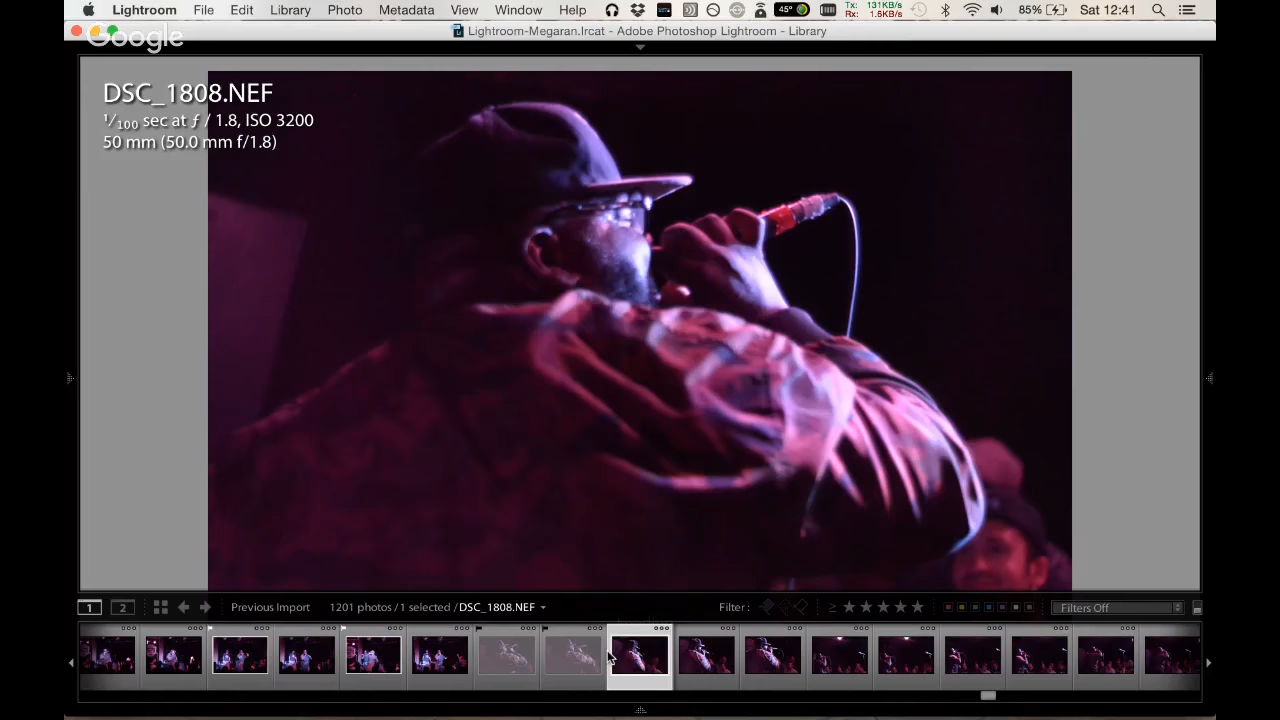 Lightroom File Edit Library Photo Metadata View Window Help 45° Tx: 131KB/s Rx: 1.6KB/s 85% Sat 12:41
Google
Lightroom-Megaran.lrcat - Adobe Photoshop Lightroom - Library
DSC_1808.NEF
1/100 sec at ƒ / 1.8, ISO 3200
50 mm (50.0 mm f/1.8)
1 2 Previous Import 1201 photos / 1 selected / DSC_1808.NEF Filter : ≥ ★★★★★ Filters Off